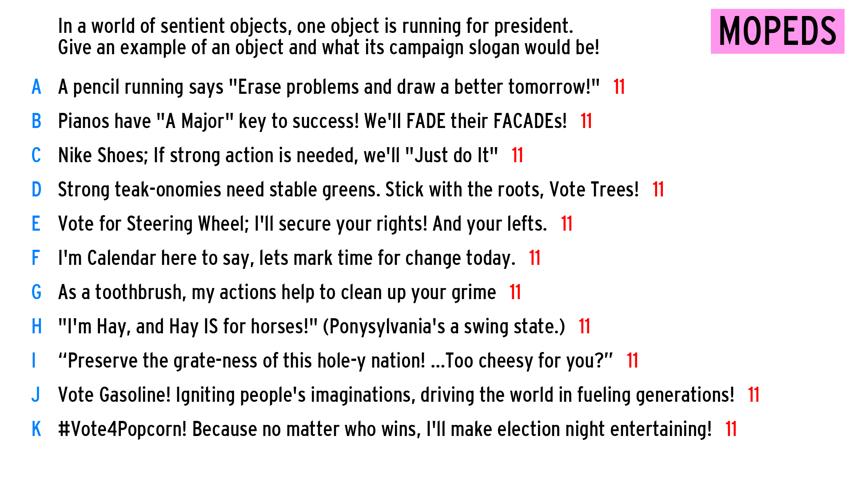 In a world of sentient objects, one object is running for president.
Give an example of an object and what its campaign slogan would be!
MOPEDS
A A pencil running says "Erase problems and draw a better tomorrow!" 11
B Pianos have "A Major" key to success! We'll FADE their FACADEs! 11
C Nike Shoes; If strong action is needed, we'll "Just do It" 11
D Strong teak-onomies need stable greens. Stick with the roots, Vote Trees! 11
E Vote for Steering Wheel; I'll secure your rights! And your lefts. 11
F I'm Calendar here to say, lets mark time for change today. 11
G As a toothbrush, my actions help to clean up your grime 11
H "I'm Hay, and Hay IS for horses!" (Ponysylvania's a swing state.) 11
I “Preserve the grate-ness of this hole-y nation! ...Too cheesy for you?” 11
J Vote Gasoline! Igniting people's imaginations, driving the world in fueling generations! 11
K #Vote4Popcorn! Because no matter who wins, I'll make election night entertaining! 11